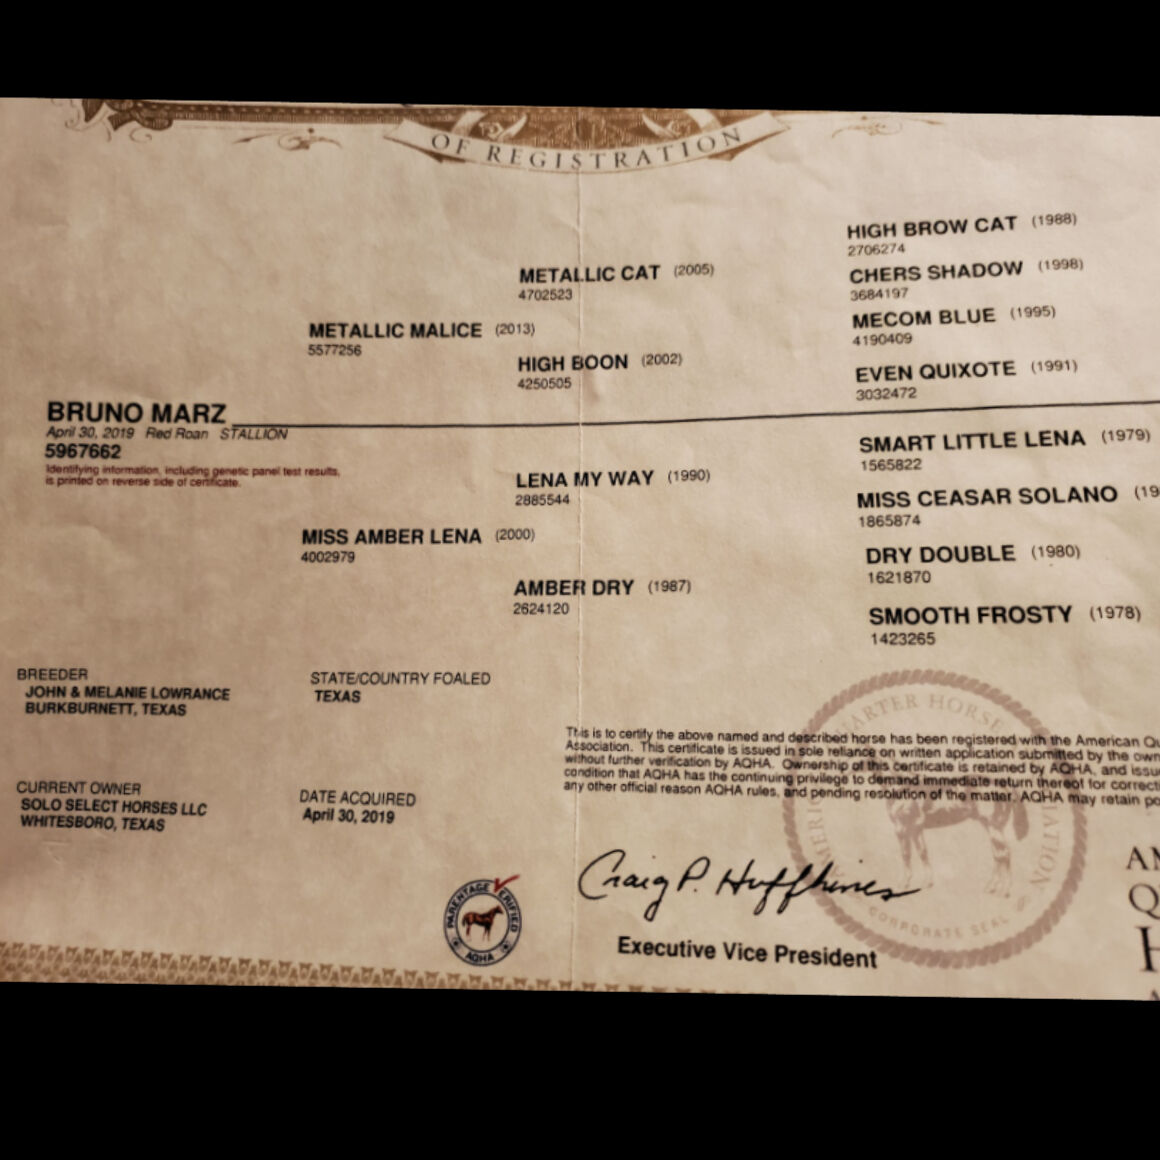 OF REGISTRATION
HIGH BROW CAT (1988)
2706274
METALLIC CAT (2005)
4702523
CHERS SHADOW (1998)
3684197
METALLIC MALICE (2013)
5577256
MECOM BLUE (1995)
4190409
HIGH BOON (2002)
4250505
EVEN QUIXOTE (1991)
3032472
BRUNO MARZ
April 30, 2019 Red Roan STALLION
5967662
Identifying information, including genetic panel test results,
is printed on reverse side of certificate.
SMART LITTLE LENA (1979)
1565822
LENA MY WAY (1990)
2885544
MISS CEASAR SOLANO (19
1865874
MISS AMBER LENA (2000)
4002979
DRY DOUBLE (1980)
1621870
AMBER DRY (1987)
2624120
SMOOTH FROSTY (1978)
1423265
BREEDER
JOHN & MELANIE LOWRANCE
BURKBURNETT, TEXAS
STATE/COUNTRY FOALED
TEXAS
CURRENT OWNER
SOLO SELECT HORSES LLC
WHITESBORO, TEXAS
DATE ACQUIRED
April 30, 2019
This is to certify the above named and described horse has been registered with the American Qu
Association. This certificate is issued in sole reliance on written application submitted by the own
without further verification by AQHA. Ownership of this certificate is retained by AQHA, and issu
condition that AQHA has the continuing privilege to demand immediate return thereof for correcti
any other official reason AQHA rules, and pending resolution of the matter, AQHA may retain po
PARENTAGE VERIFIED
AQHA
Craig P. Huffhines
Executive Vice President
CORPORATE SEAL
AM
Q
H